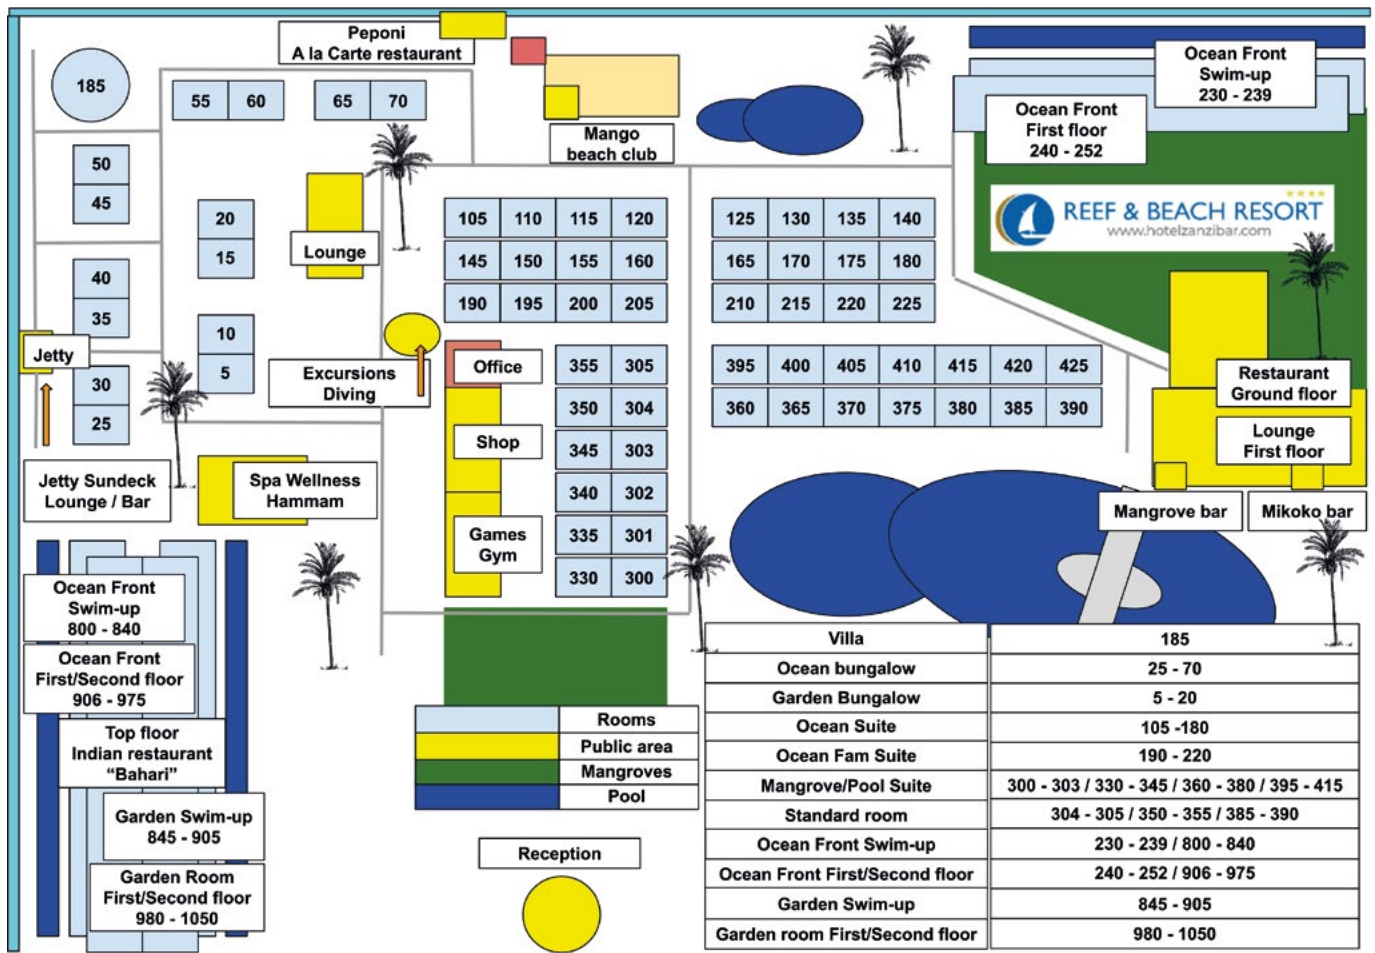 Peponi
A la Carte restaurant
Ocean Front
Swim-up
230 - 239
Ocean Front
First floor
240 - 252
185
55 60 65 70
Mango
beach club
50
45
20
15
Lounge
105 110 115 120
145 150 155 160
190 195 200 205
125 130 135 140
165 170 175 180
210 215 220 225
REEF & BEACH RESORT
www.hotelzanzibar.com
40
35
Jetty
30
25
10
5
Excursions
Diving
Office
Shop
Games
Gym
355 305
350 304
345 303
340 302
335 301
330 300
395 400 405 410 415 420 425
360 365 370 375 380 385 390
Restaurant
Ground floor
Lounge
First floor
Mangrove bar
Mikoko bar
Jetty Sundeck
Lounge / Bar
Spa Wellness
Hammam
Ocean Front
Swim-up
800 - 840
Ocean Front
First/Second floor
906 - 975
Top floor
Indian restaurant
“Bahari”
Garden Swim-up
845 - 905
Garden Room
First/Second floor
980 - 1050
Rooms
Public area
Mangroves
Pool
Reception
Villa 185
Ocean bungalow 25 - 70
Garden Bungalow 5 - 20
Ocean Suite 105 -180
Ocean Fam Suite 190 - 220
Mangrove/Pool Suite 300 - 303 / 330 - 345 / 360 - 380 / 395 - 415
Standard room 304 - 305 / 350 - 355 / 385 - 390
Ocean Front Swim-up 230 - 239 / 800 - 840
Ocean Front First/Second floor 240 - 252 / 906 - 975
Garden Swim-up 845 - 905
Garden room First/Second floor 980 - 1050